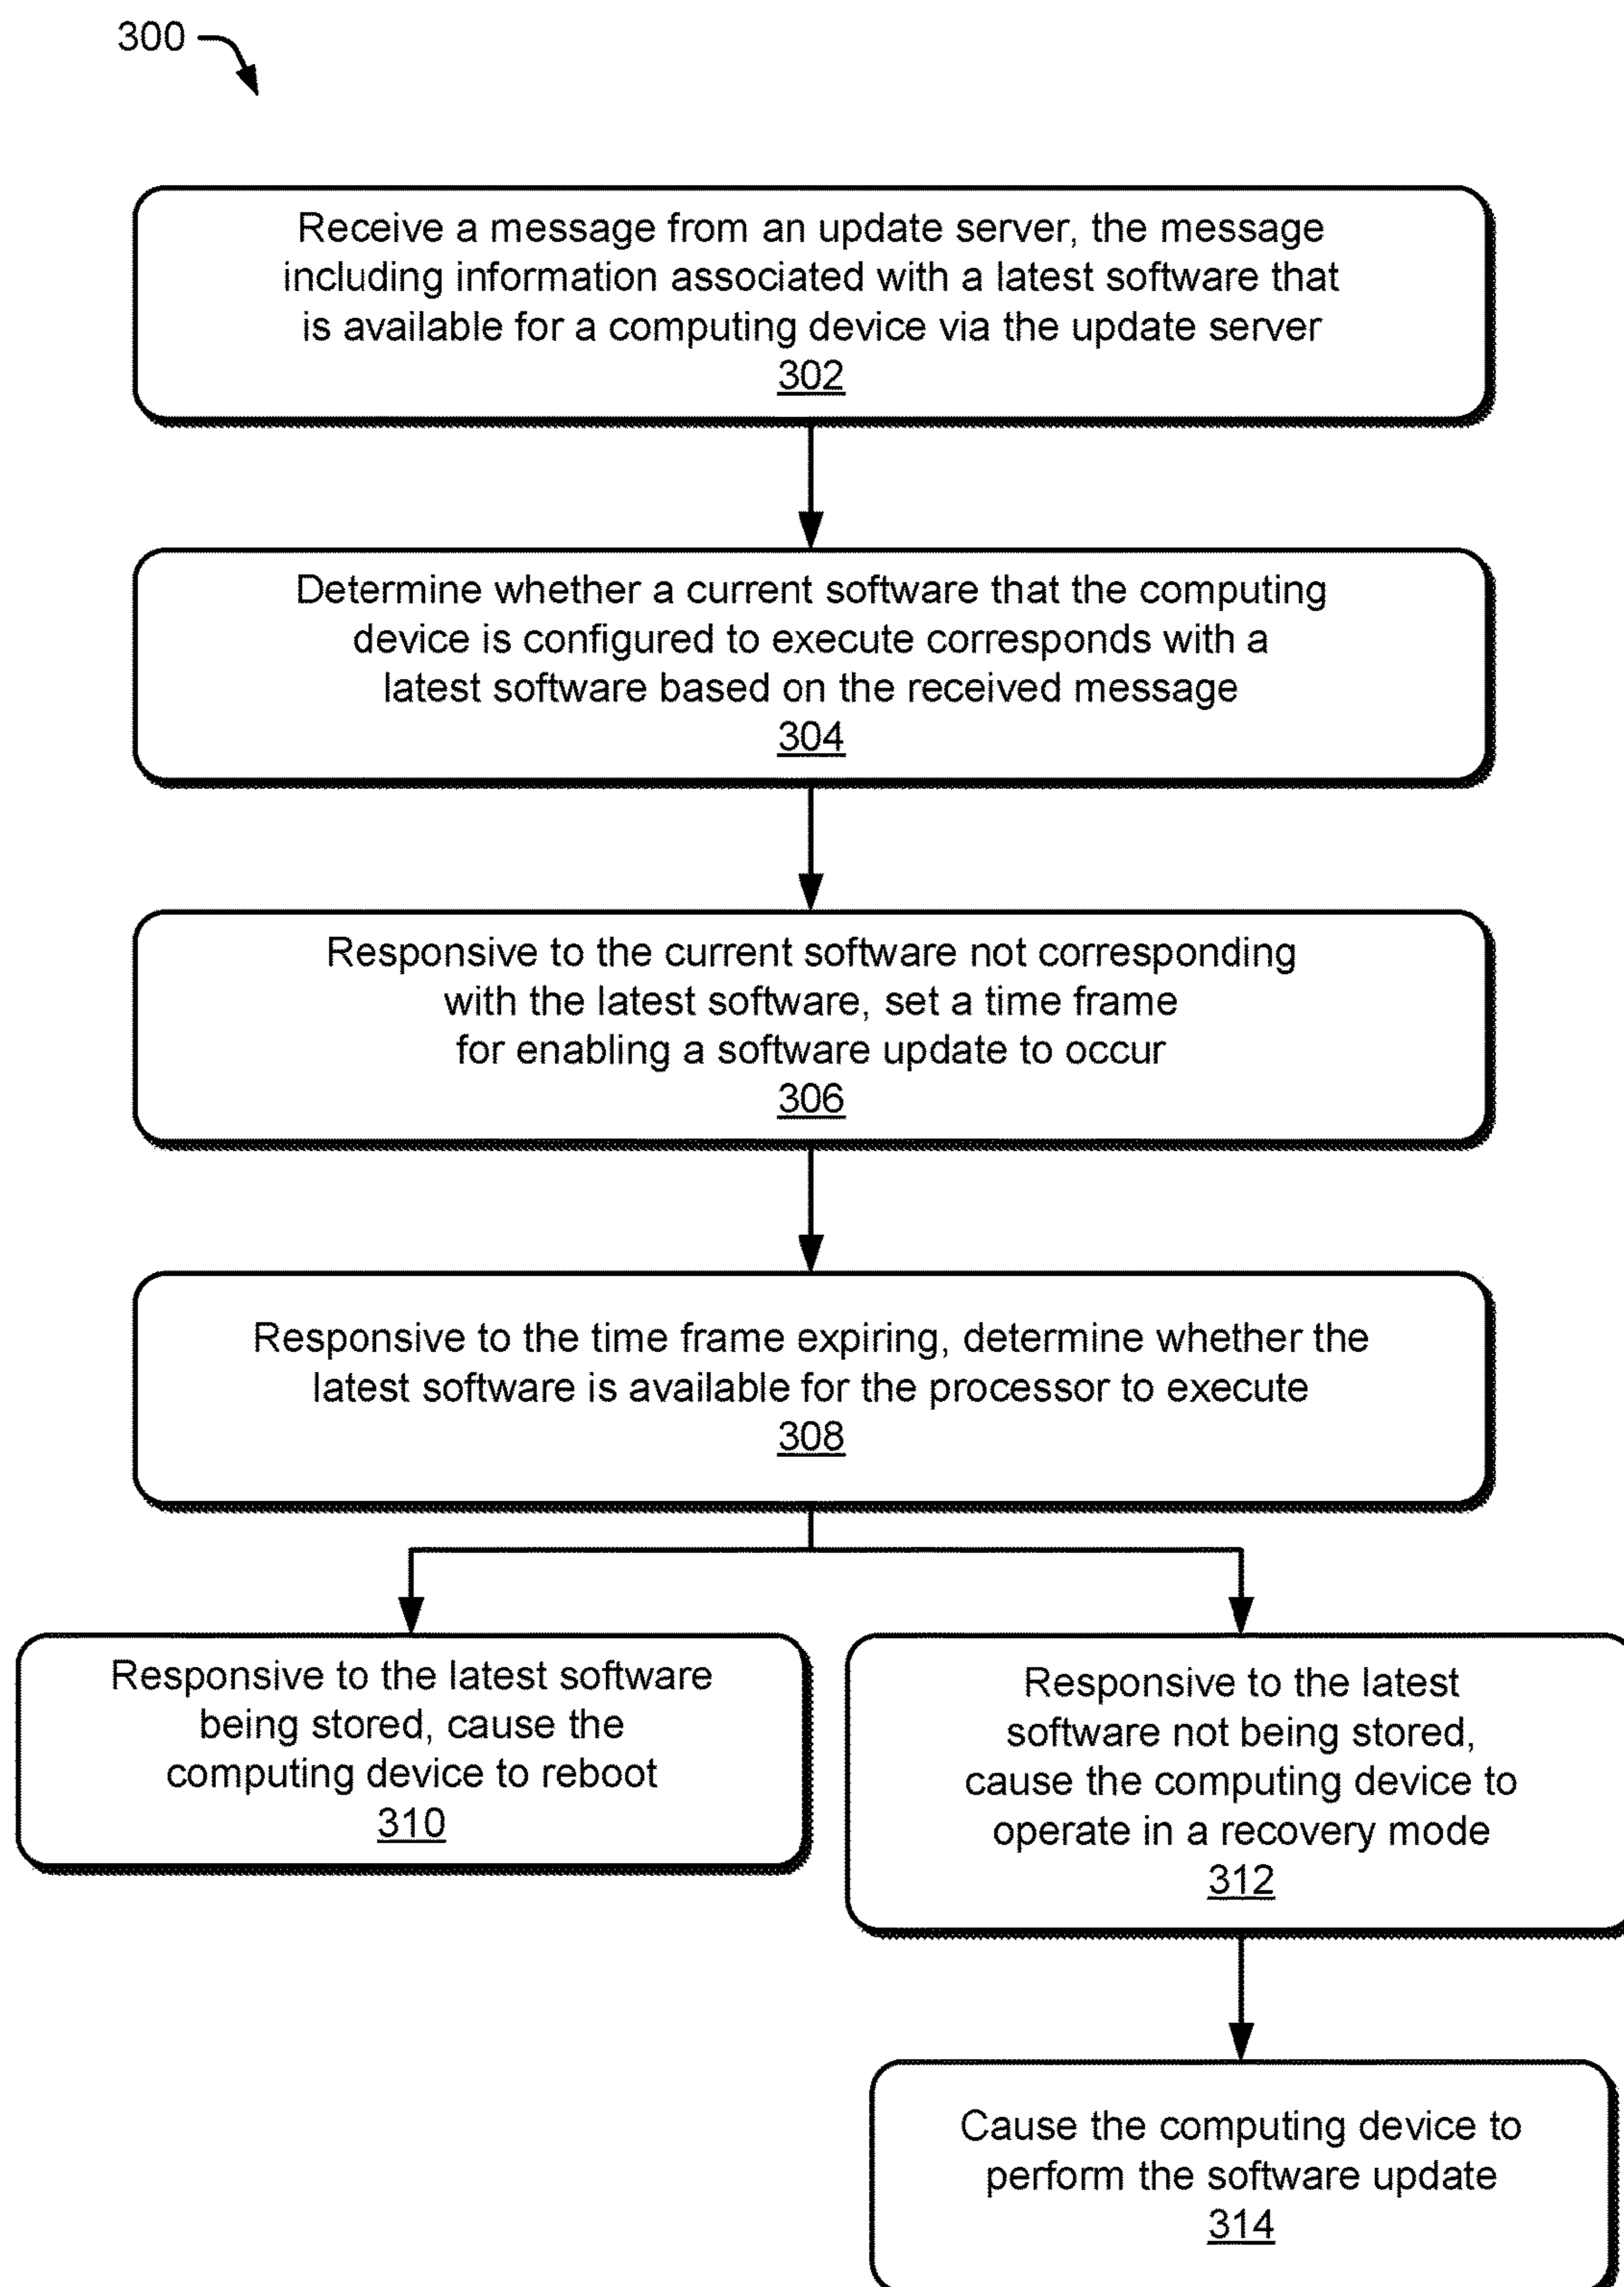 300
Receive a message from an update server, the message
including information associated with a latest software that
is available for a computing device via the update server
302
Determine whether a current software that the computing
device is configured to execute corresponds with a
latest software based on the received message
304
Responsive to the current software not corresponding
with the latest software, set a time frame
for enabling a software update to occur
306
Responsive to the time frame expiring, determine whether the
latest software is available for the processor to execute
308
Responsive to the latest software
being stored, cause the
computing device to reboot
310
Responsive to the latest
software not being stored,
cause the computing device to
operate in a recovery mode
312
Cause the computing device to
perform the software update
314